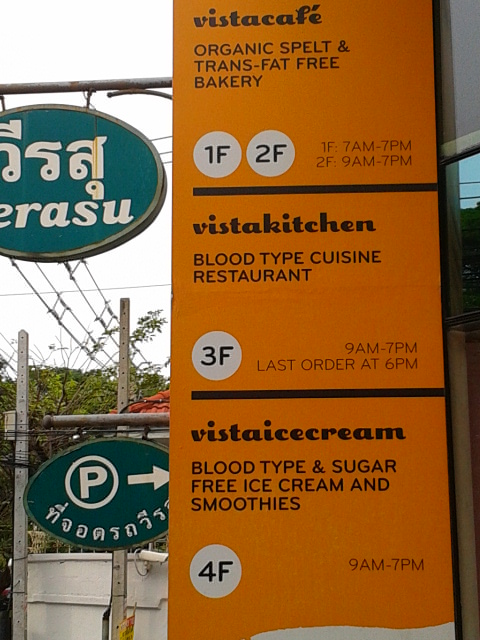 vistacafé
ORGANIC SPELT &
TRANS-FAT FREE
BAKERY
1F 2F
1F: 7AM-7PM
2F: 9AM-7PM
vistakitchen
BLOOD TYPE CUISINE
RESTAURANT
3F
9AM-7PM
LAST ORDER AT 6PM
vistaicecream
BLOOD TYPE & SUGAR
FREE ICE CREAM AND
SMOOTHIES
4F
9AM-7PM
วีรสุ
erasu
P
ที่จอดรถวีรสุ